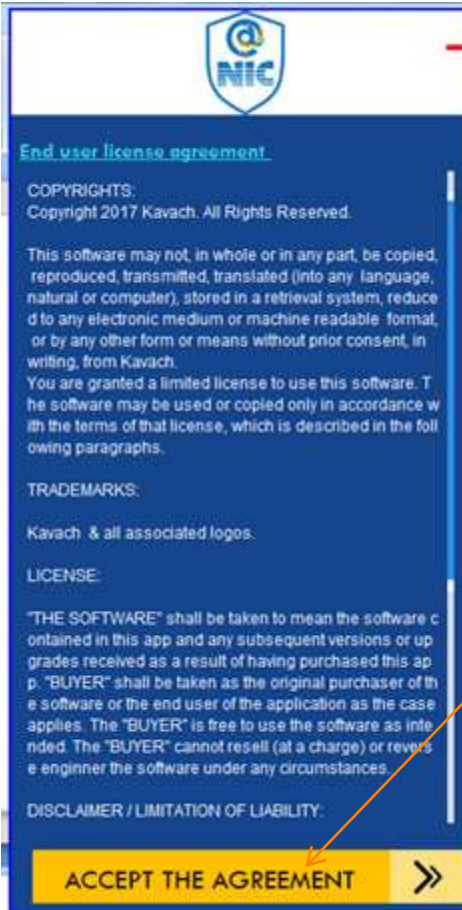 @
NIC
End user license agreement
COPYRIGHTS:
Copyright 2017 Kavach. All Rights Reserved.
This software may not, in whole or in any part, be copied,
reproduced, transmitted, translated (into any language,
natural or computer), stored in a retrieval system, reduce
d to any electronic medium or machine readable format,
or by any other form or means without prior consent, in
writing, from Kavach.
You are granted a limited license to use this software. T
he software may be used or copied only in accordance w
ith the terms of that license, which is described in the foll
owing paragraphs.
TRADEMARKS:
Kavach & all associated logos.
LICENSE:
"THE SOFTWARE" shall be taken to mean the software c
ontained in this app and any subsequent versions or up
grades received as a result of having purchased this ap
p. "BUYER" shall be taken as the original purchaser of th
e software or the end user of the application as the case
applies. The "BUYER" is free to use the software as inte
nded. The "BUYER" cannot resell (at a charge) or revers
e enginner the software under any circumstances.
DISCLAIMER / LIMITATION OF LIABILITY:
ACCEPT THE AGREEMENT »